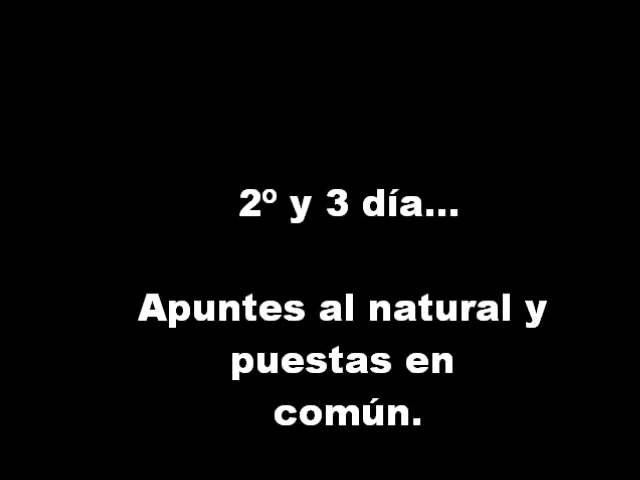 2º y 3 día...
Apuntes al natural y
puestas en
común.